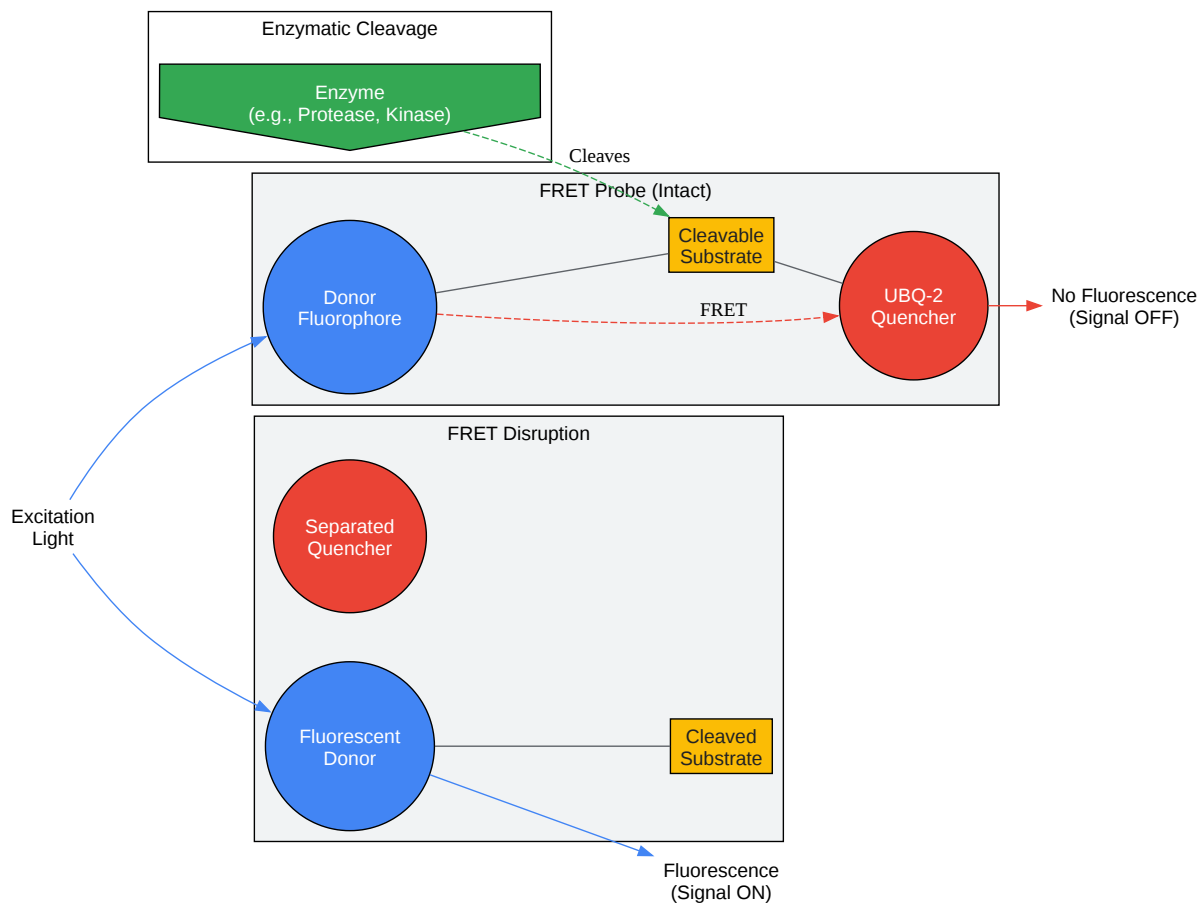 Enzymatic Cleavage
Enzyme
(e.g., Protease, Kinase)
Cleaves
FRET Probe (Intact)
Cleavable
Substrate
Donor
Fluorophore
FRET
UBQ-2
Quencher
No Fluorescence
(Signal OFF)
FRET Disruption
Separated
Quencher
Excitation
Light
Fluorescent
Donor
Cleaved
Substrate
Fluorescence
(Signal ON)